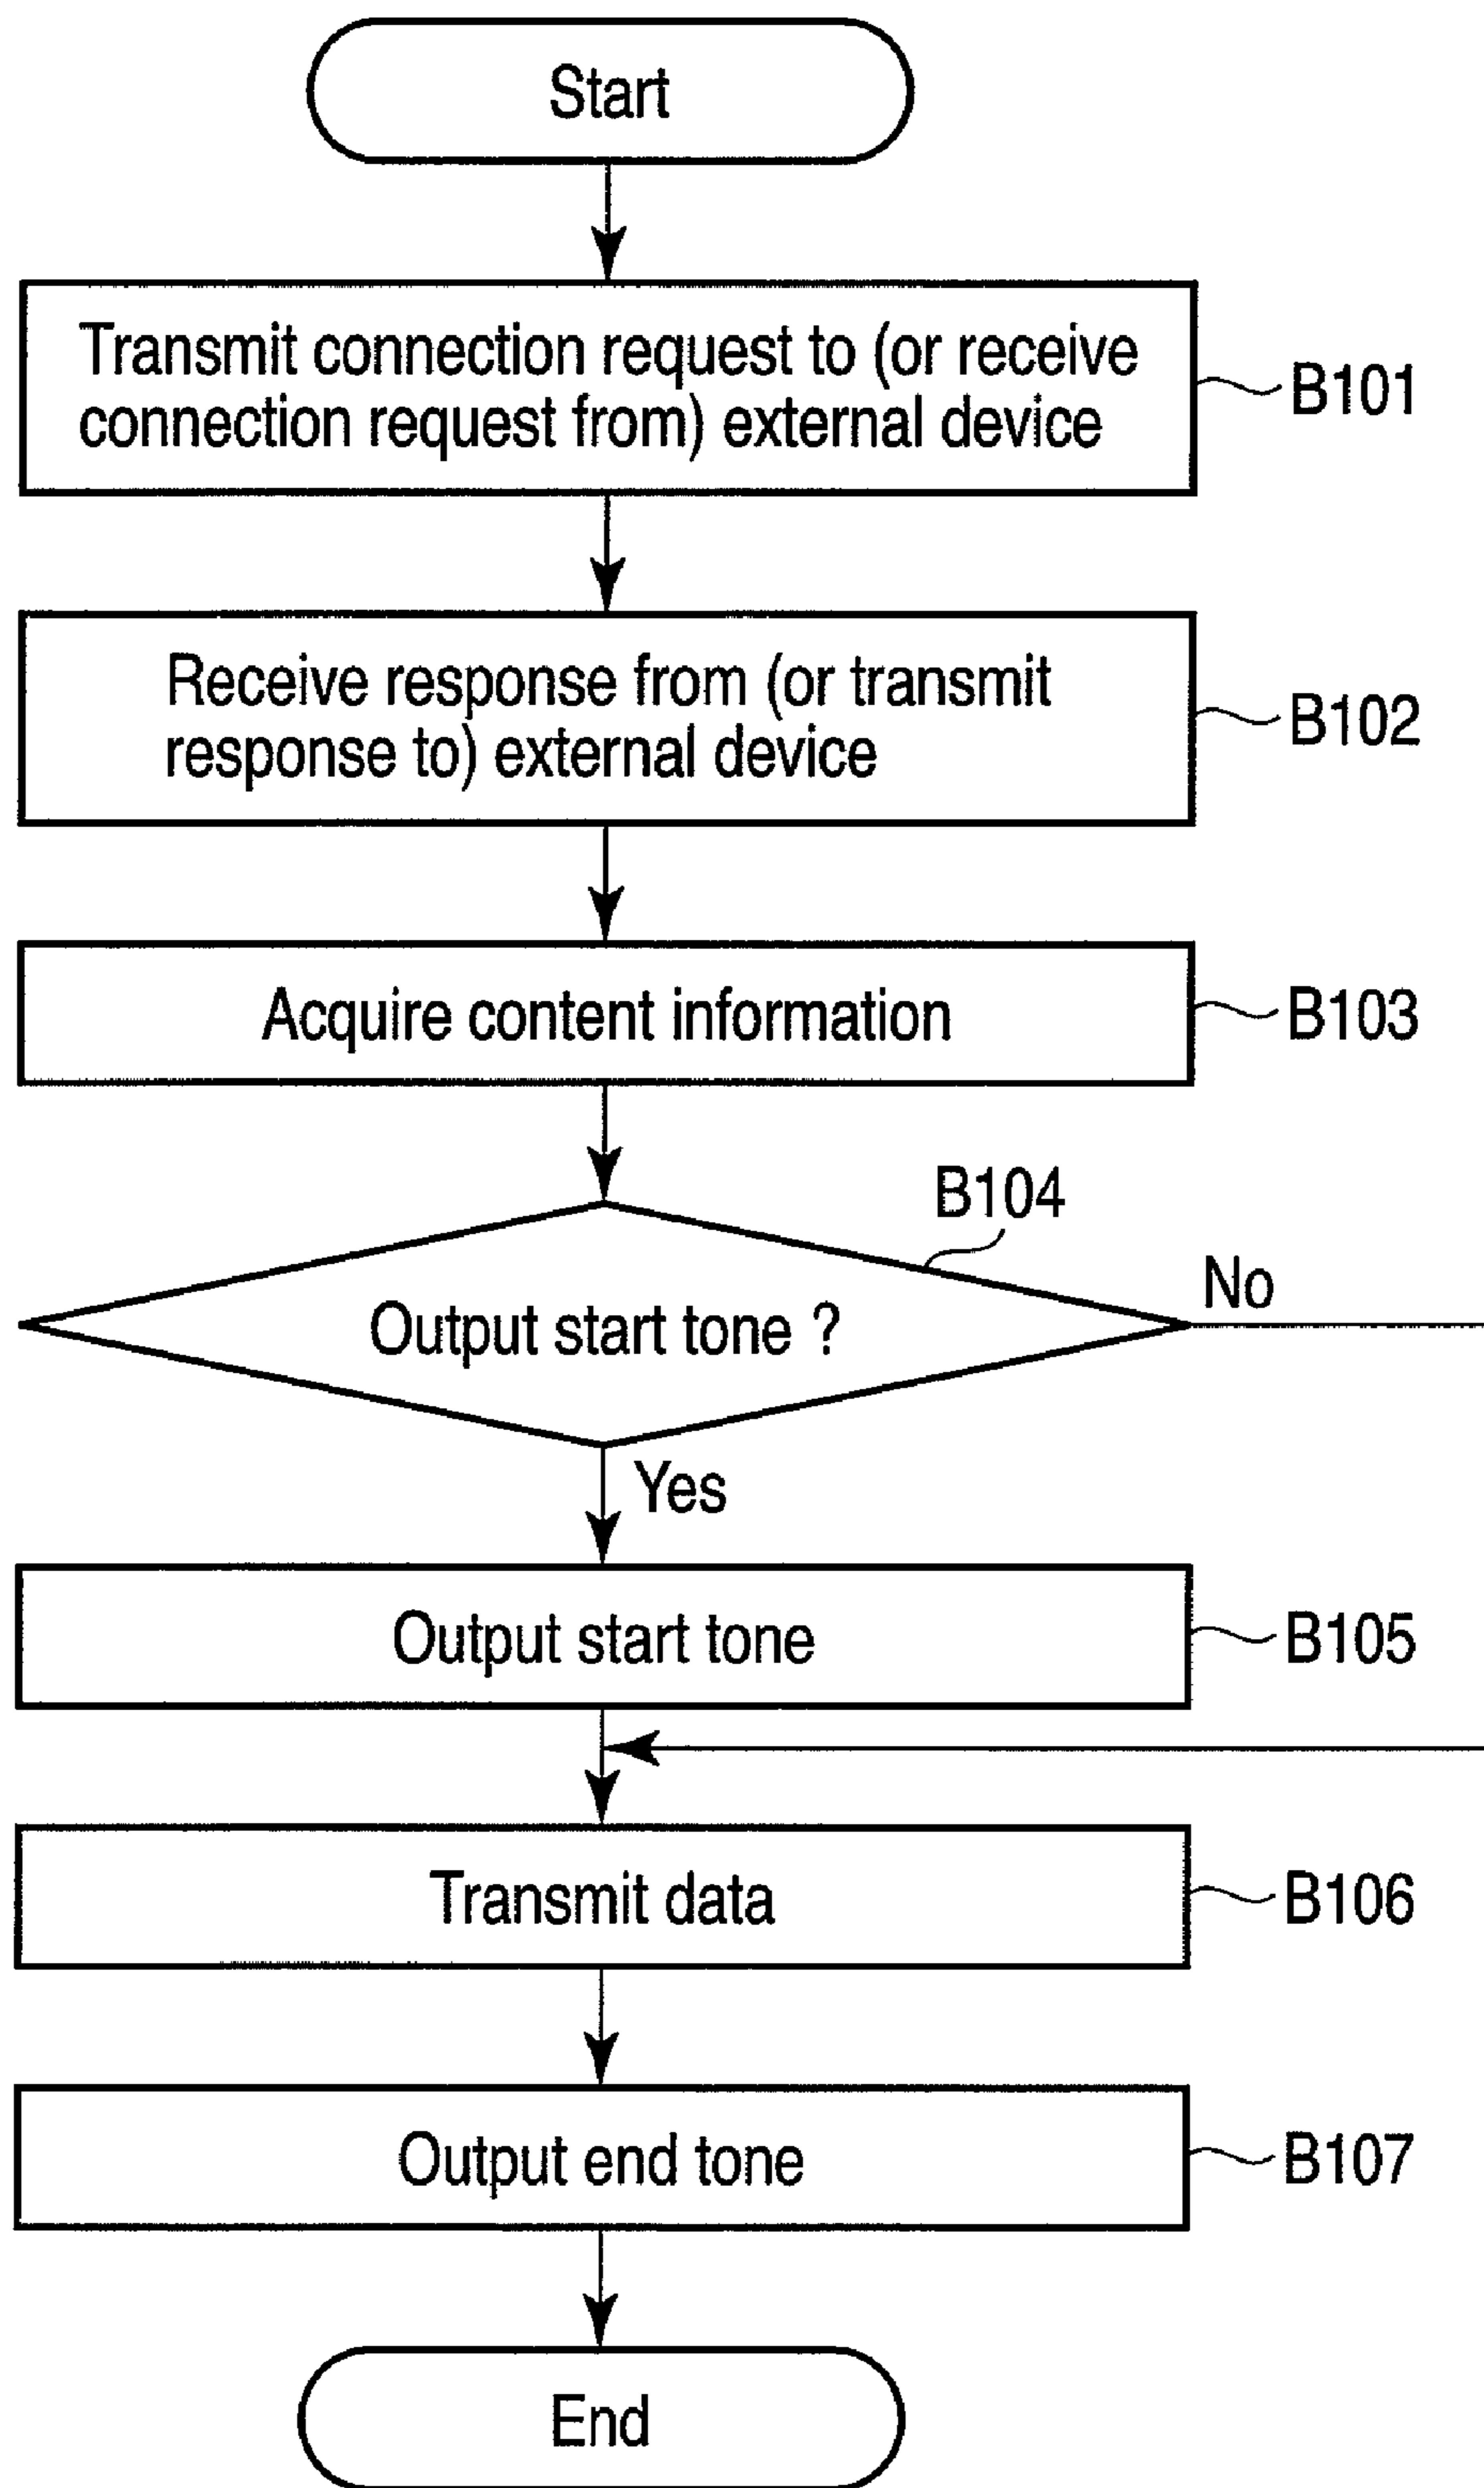 Start
Transmit connection request to (or receive
connection request from) external device
B101
Receive response from (or transmit
response to) external device
B102
Acquire content information
B103
B104
Output start tone ?
No
Yes
Output start tone
B105
Transmit data
B106
Output end tone
B107
End